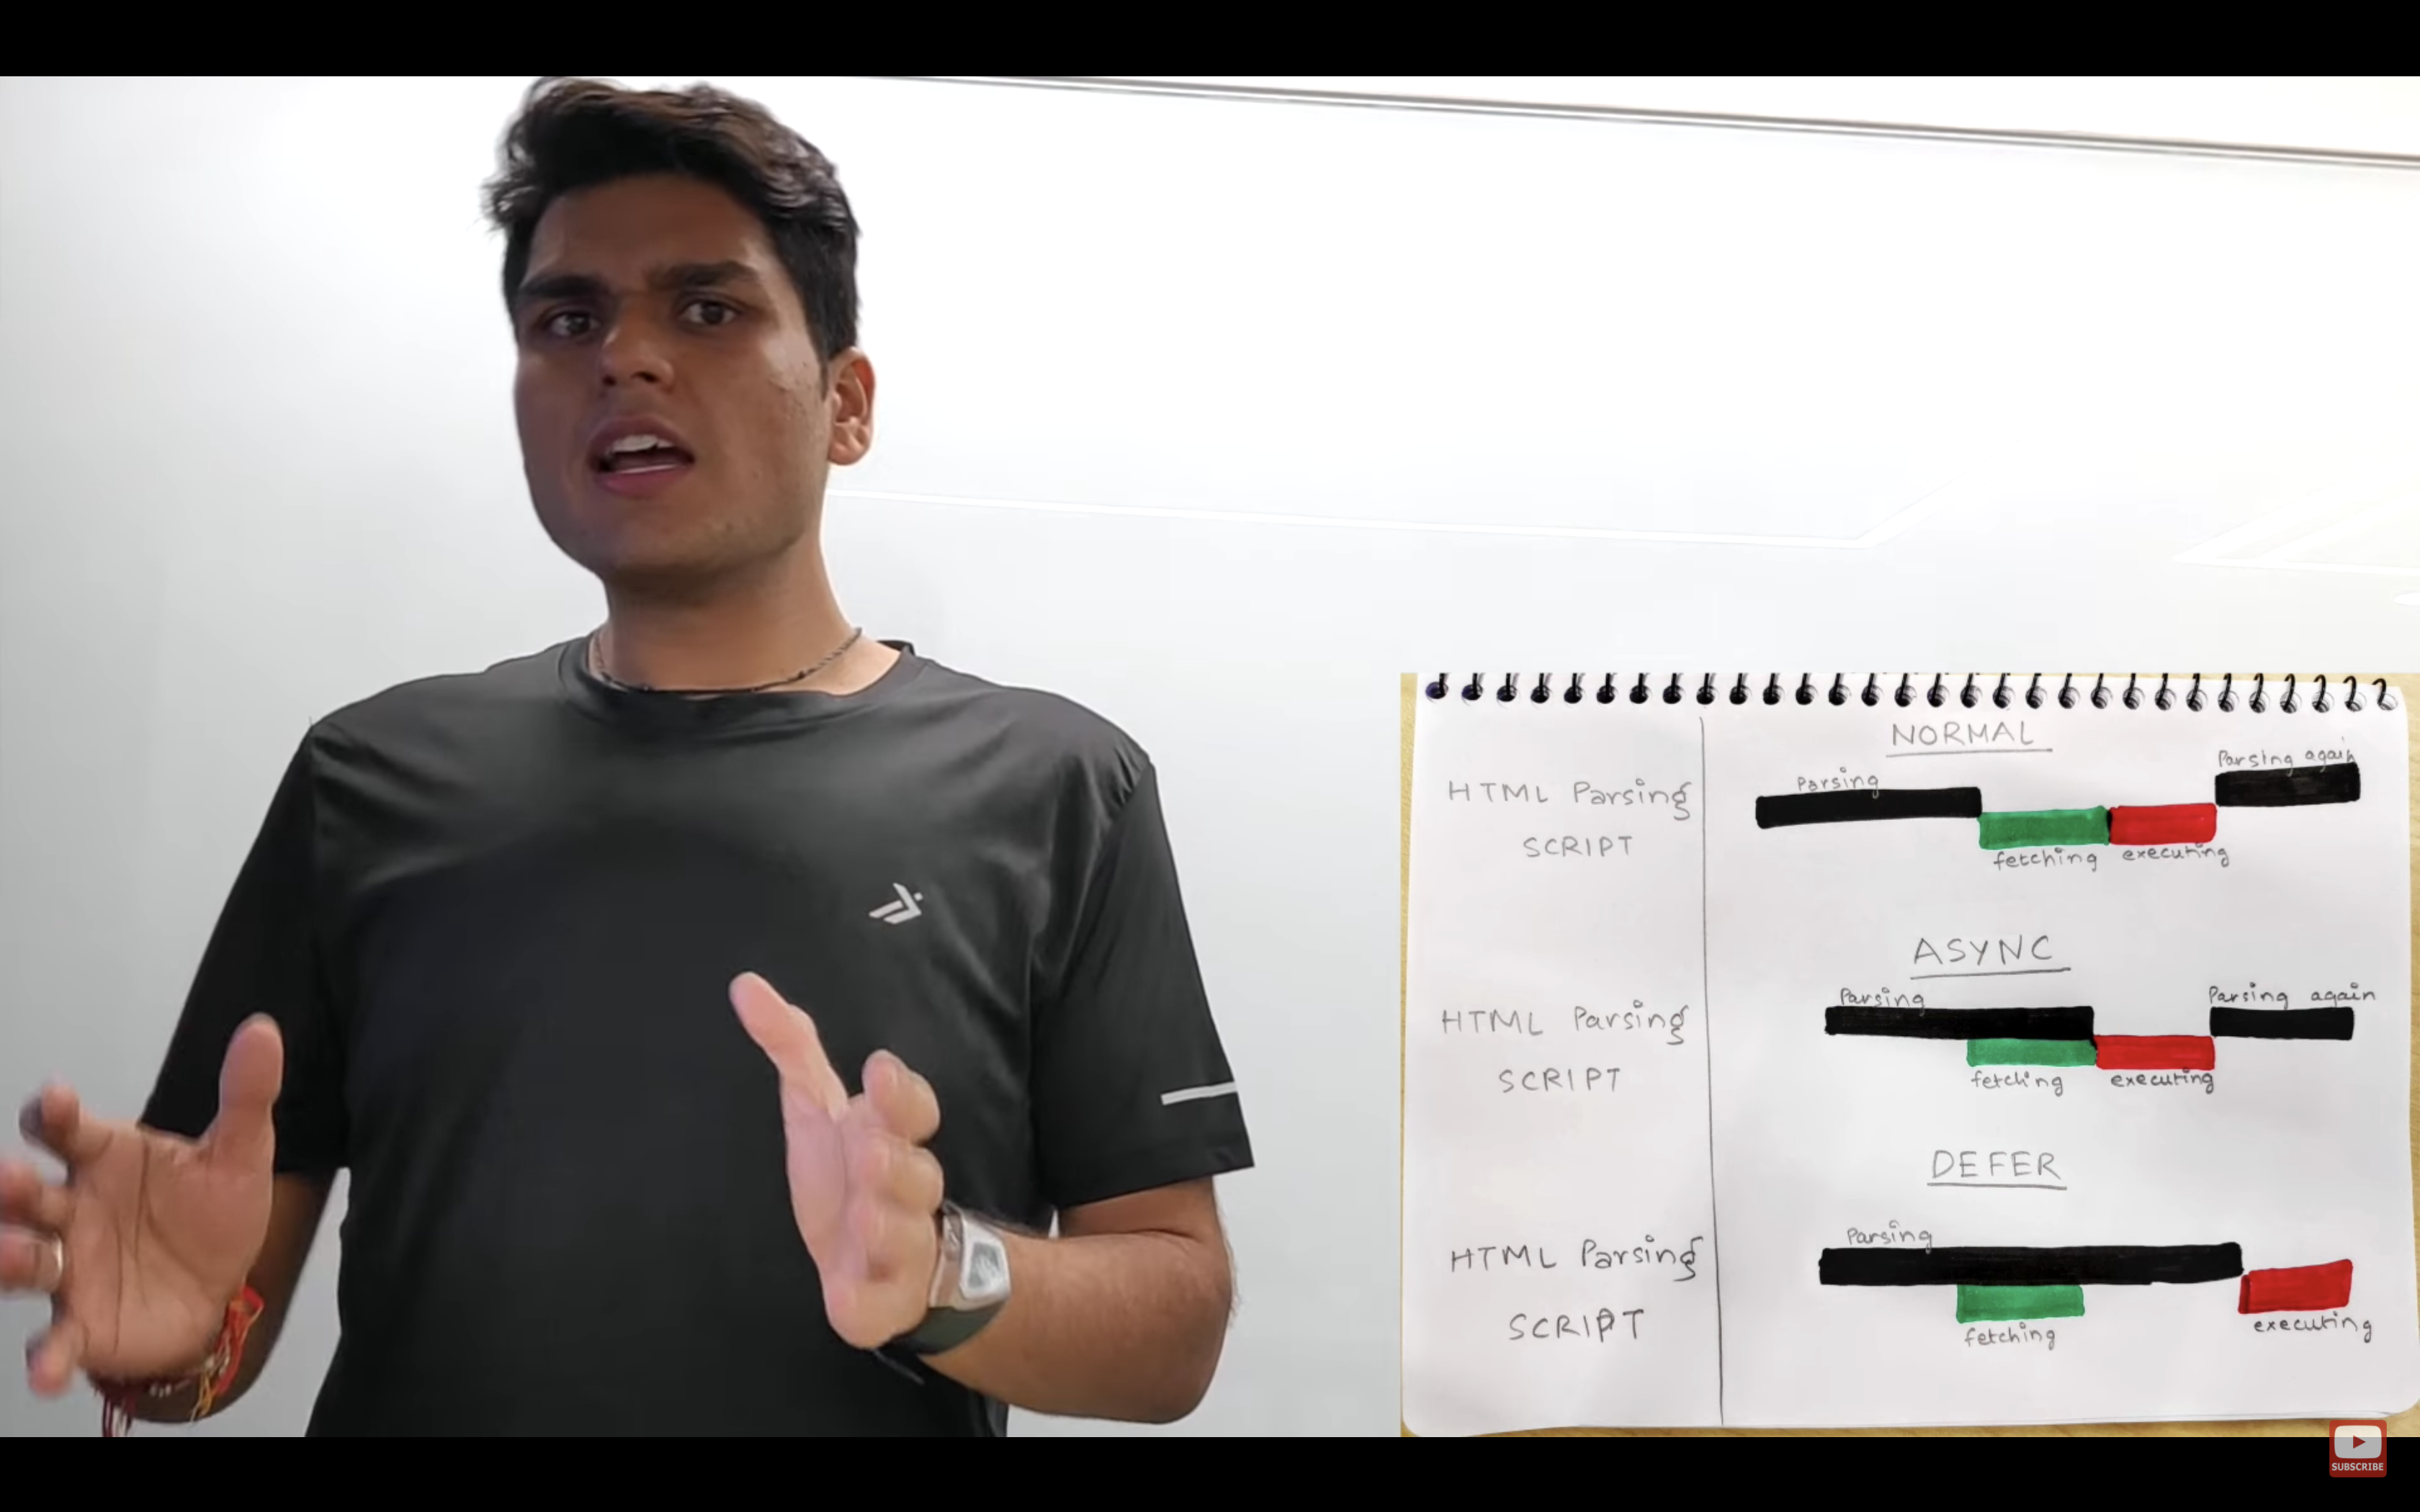 NORMAL
Parsing
Parsing again
HTML Parsing
SCRIPT
fetching executing
ASYNC
Parsing
Parsing again
HTML Parsing
SCRIPT
fetching executing
DEFER
Parsing
HTML Parsing
SCRIPT
fetching
executing
SUBSCRIBE